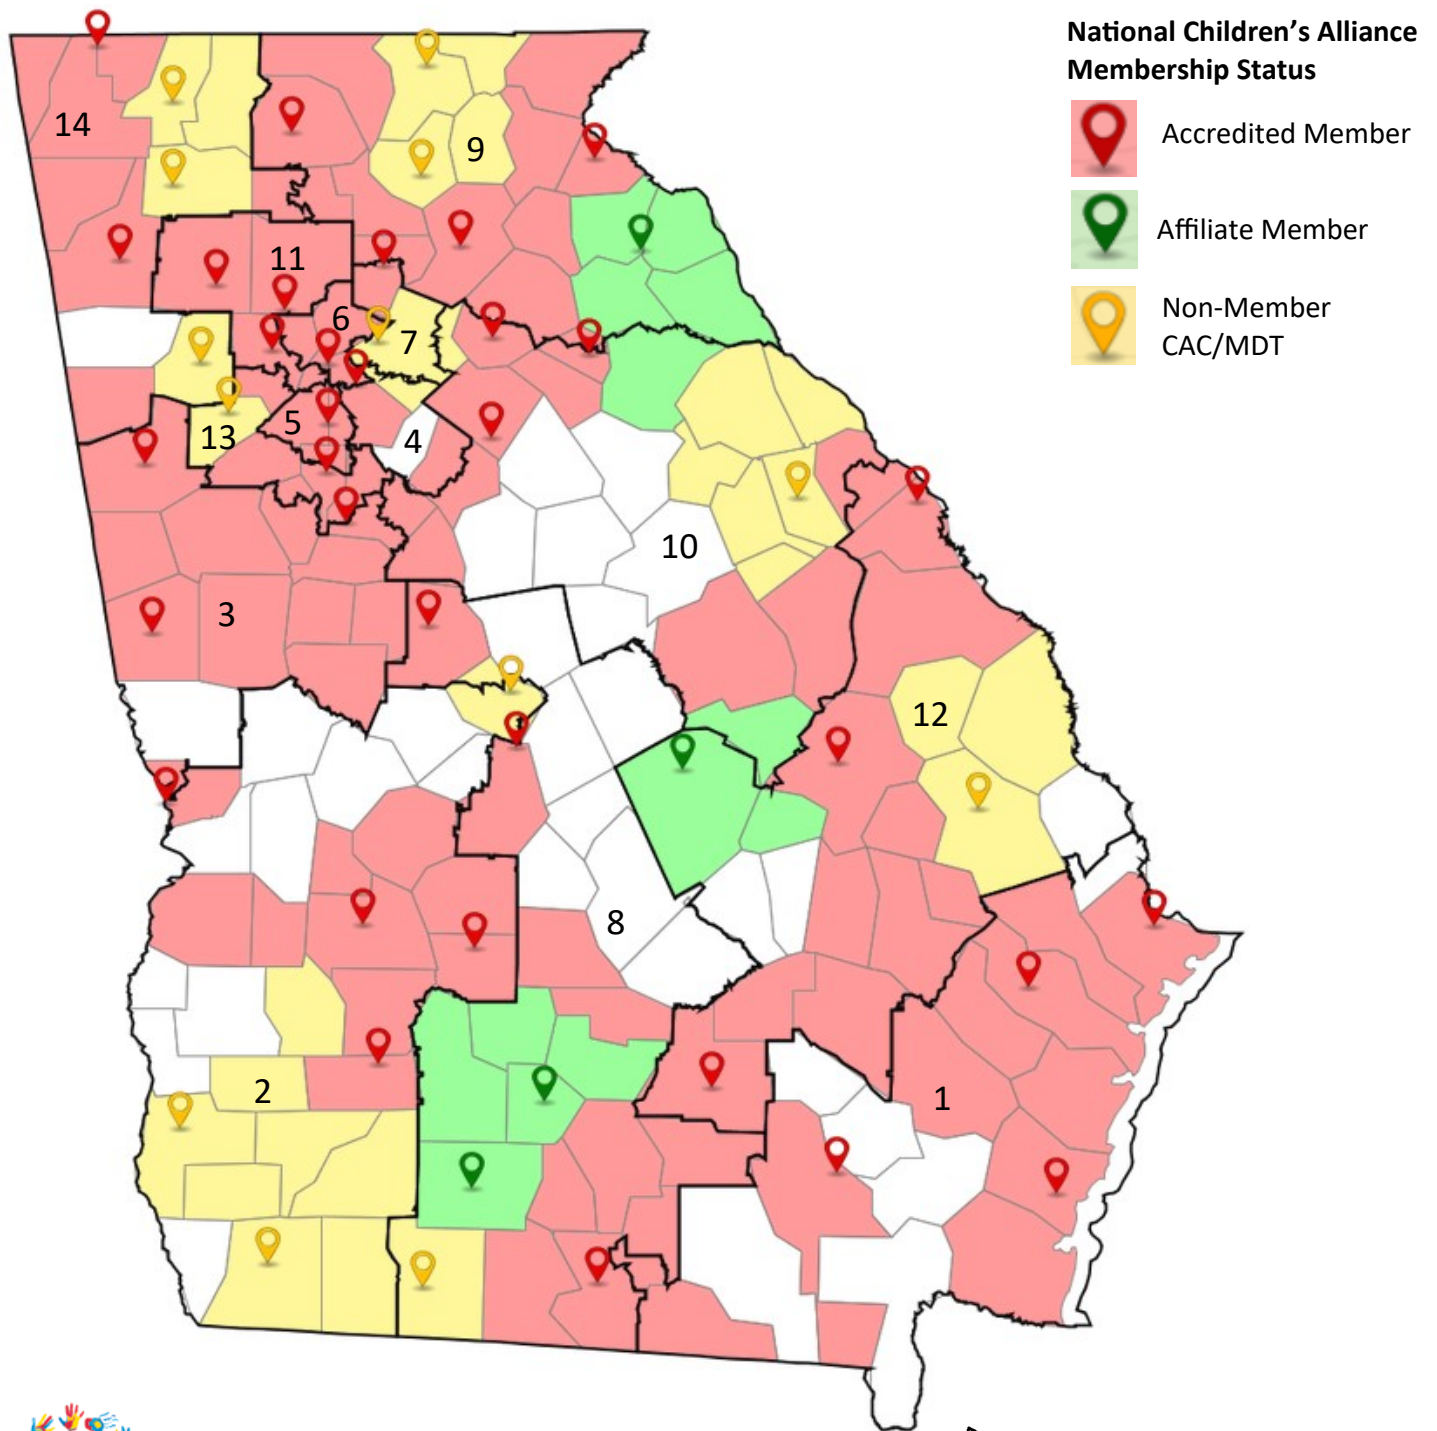 National Children’s Alliance
Membership Status
Accredited Member
Affiliate Member
Non-Member
CAC/MDT
14
9
11
6
7
5
13
4
10
3
12
8
2
1